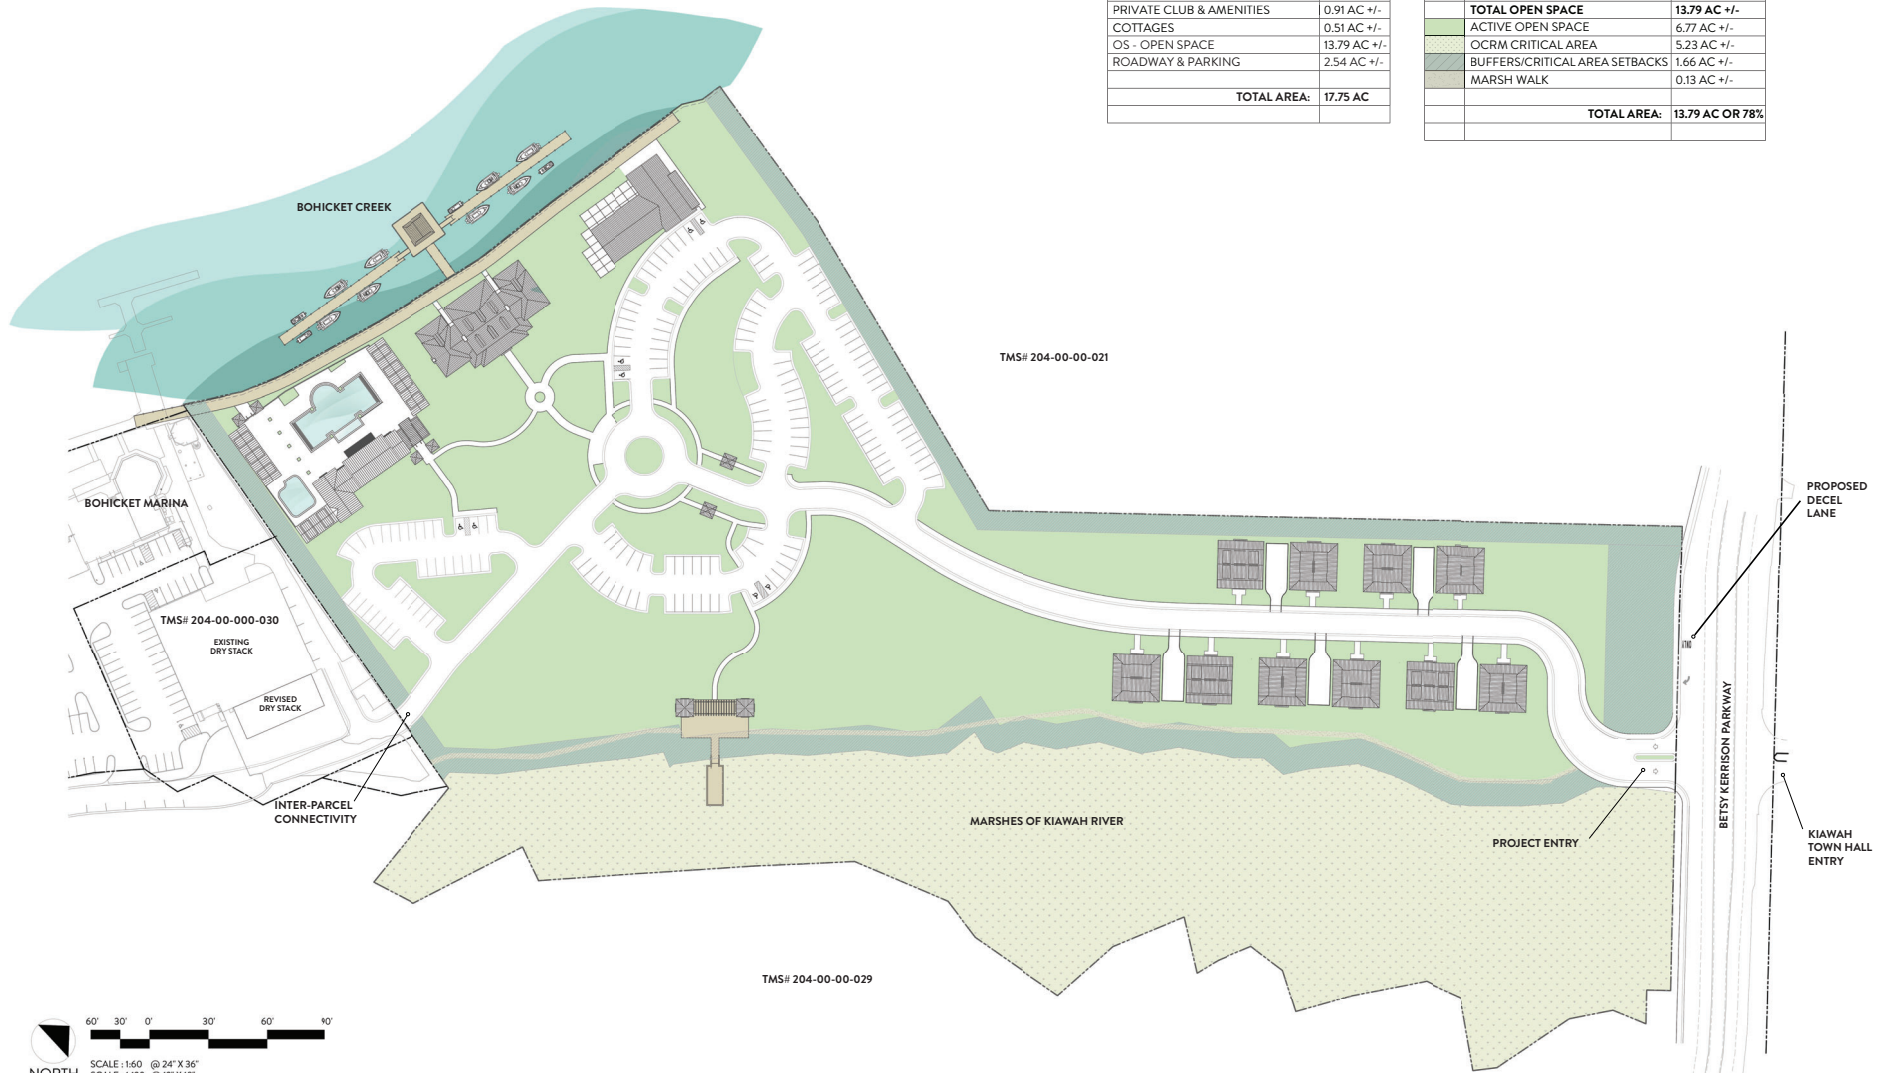 PRIVATE CLUB & AMENITIES 0.91 AC +/-
COTTAGES 0.51 AC +/-
OS - OPEN SPACE 13.79 AC +/-
ROADWAY & PARKING 2.54 AC +/-
TOTAL AREA: 17.75 AC
TOTAL OPEN SPACE 13.79 AC +/-
ACTIVE OPEN SPACE 6.77 AC +/-
OCRM CRITICAL AREA 5.23 AC +/-
BUFFERS/CRITICAL AREA SETBACKS 1.66 AC +/-
MARSH WALK 0.13 AC +/-
TOTAL AREA: 13.79 AC OR 78%
BOHICKET CREEK
TMS# 204-00-00-021
BOHICKET MARINA
PROPOSED
DECEL
LANE
TMS# 204-00-000-030
EXISTING
DRY STACK
REVISED
DRY STACK
BETSY KERRISON PARKWAY
INTER-PARCEL
CONNECTIVITY
MARSHES OF KIAWAH RIVER
PROJECT ENTRY
KIAWAH
TOWN HALL
ENTRY
TMS# 204-00-00-029
60' 30' 0' 30' 60' 90'
SCALE : 1:60 @ 24" X 36"
NORTH